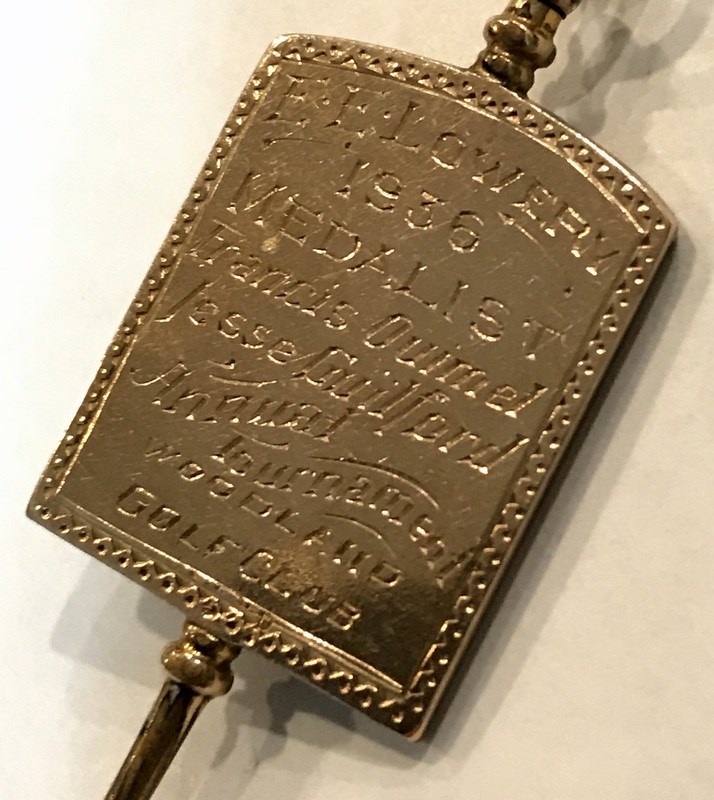 E·E·LOWERY
1936
MEDALIST
Francis Ouimet
Jesse Guilford
Annual
Tournament
WOODLAND
GOLF CLUB